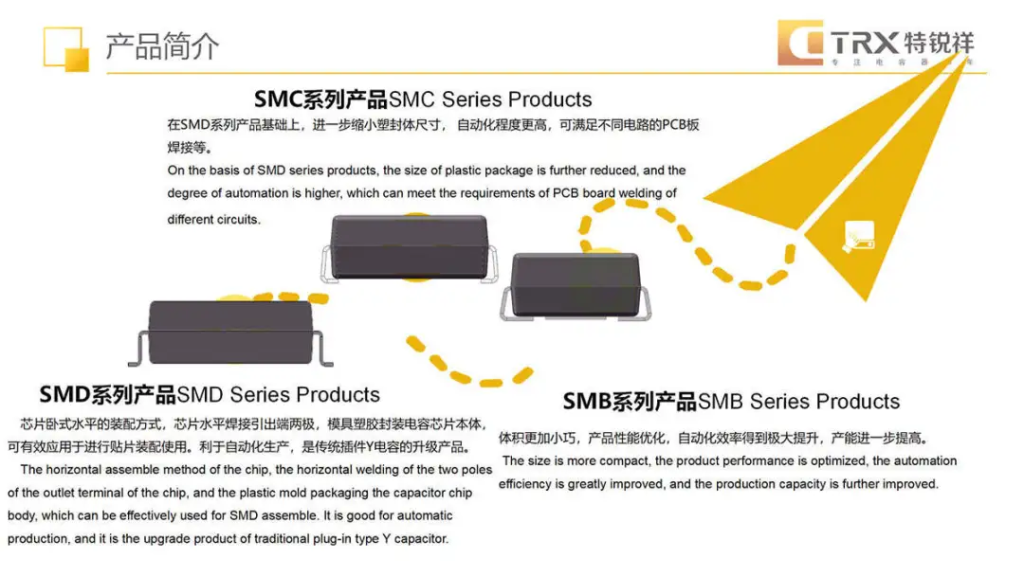 产品简介
TRX特锐祥
专注电容器
SMC系列产品SMC Series Products
在SMD系列产品基础上，进一步缩小塑封体尺寸， 自动化程度更高，可满足不同电路的PCB板
焊接等。
On the basis of SMD series products, the size of plastic package is further reduced, and the
degree of automation is higher, which can meet the requirements of PCB board welding of
different circuits.
SMD系列产品SMD Series Products
芯片卧式水平的装配方式，芯片水平焊接引出端两极，模具塑胶封装电容芯片本体，
可有效应用于进行贴片装配使用。利于自动化生产，是传统插件Y电容的升级产品。
The horizontal assemble method of the chip, the horizontal welding of the two poles
of the outlet terminal of the chip, and the plastic mold packaging the capacitor chip
body, which can be effectively used for SMD assemble. It is good for automatic
production, and it is the upgrade product of traditional plug-in type Y capacitor.
SMB系列产品SMB Series Products
体积更加小巧，产品性能优化，自动化效率得到极大提升，产能进一步提高。
The size is more compact, the product performance is optimized, the automation
efficiency is greatly improved, and the production capacity is further improved.